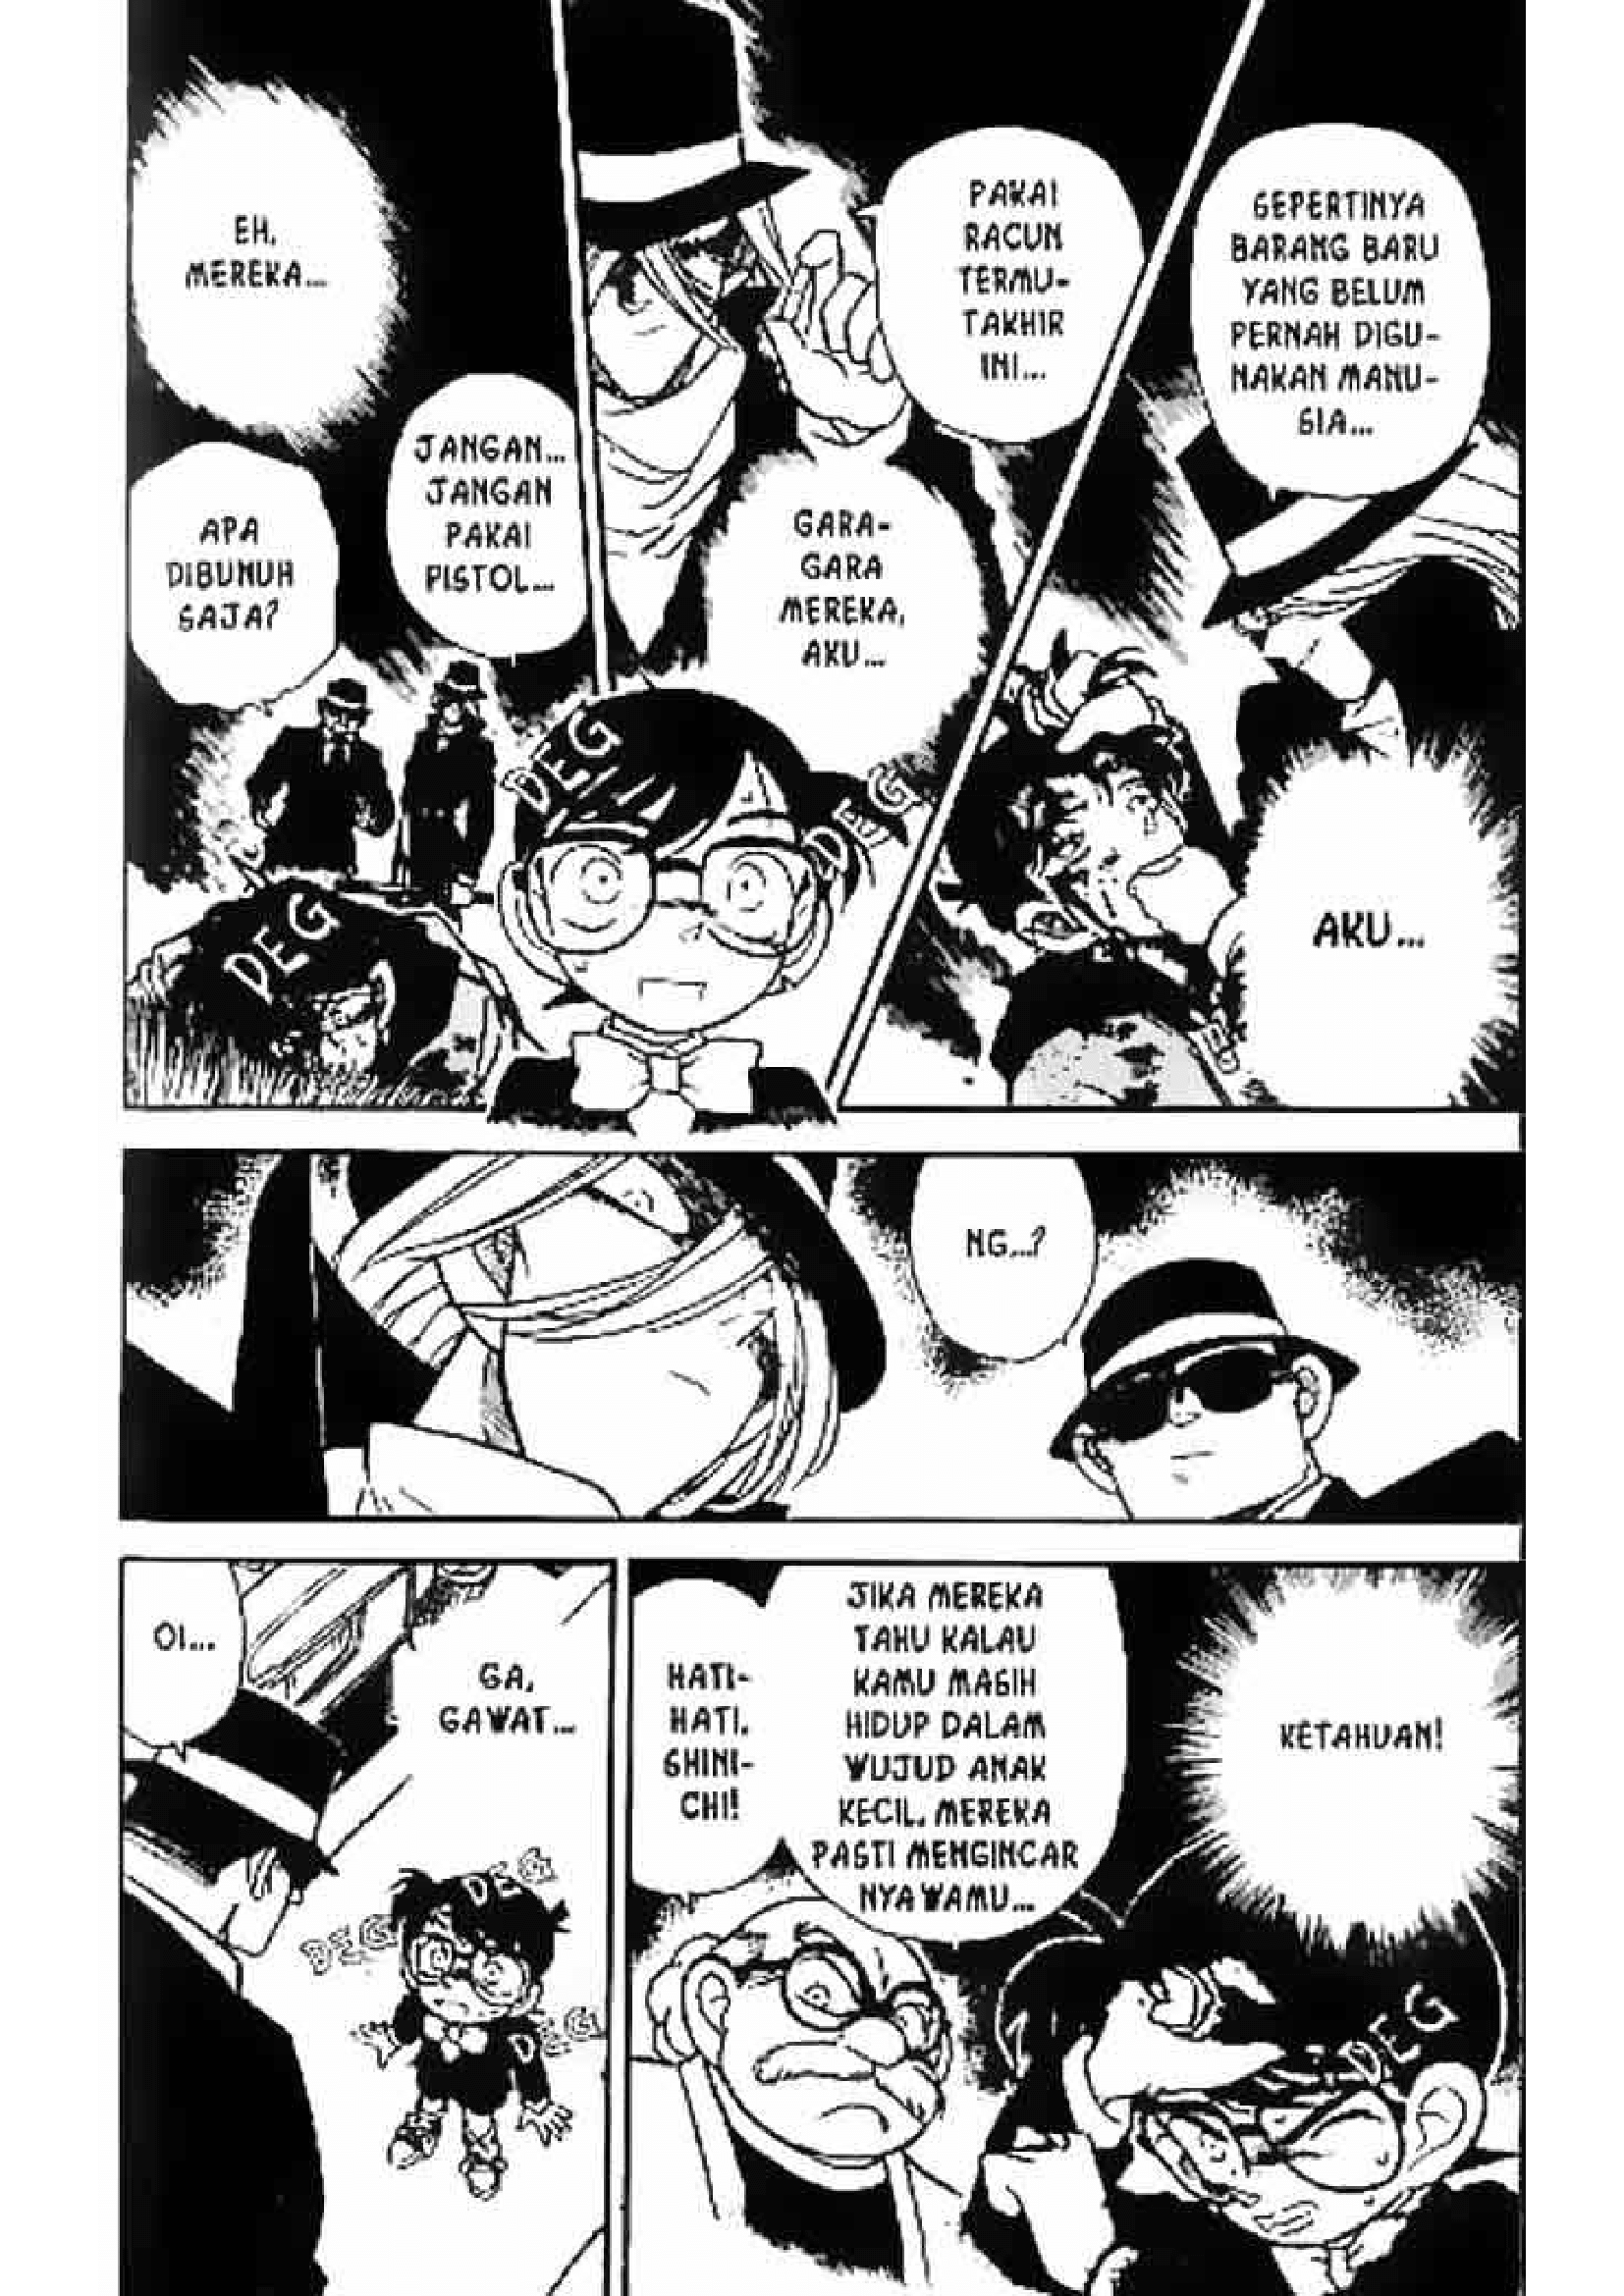 EH,
MEREKA...
APA
DIBUNUH
SAJA?
JANGAN...
JANGAN
PAKAI
PISTOL...
PAKAI
RACUN
TERMU-
TAKHIR
INI...
GARA-
GARA
MEREKA,
AKU...
SEPERTINYA
BARANG BARU
YANG BELUM
PERNAH DIGU-
NAKAN MANU-
SIA...
AKU...
DEG
DEG
DEG
NG...?
OI...
GA,
GAWAT...
DEG
DEG
DEG
HATI-
HATI,
SHINI-
CHI!
JIKA MEREKA
TAHU KALAU
KAMU MASIH
HIDUP DALAM
WUJUD ANAK
KECIL, MEREKA
PASTI MENGINCAR
NYAWAMU...
KETAHUAN!
DEG